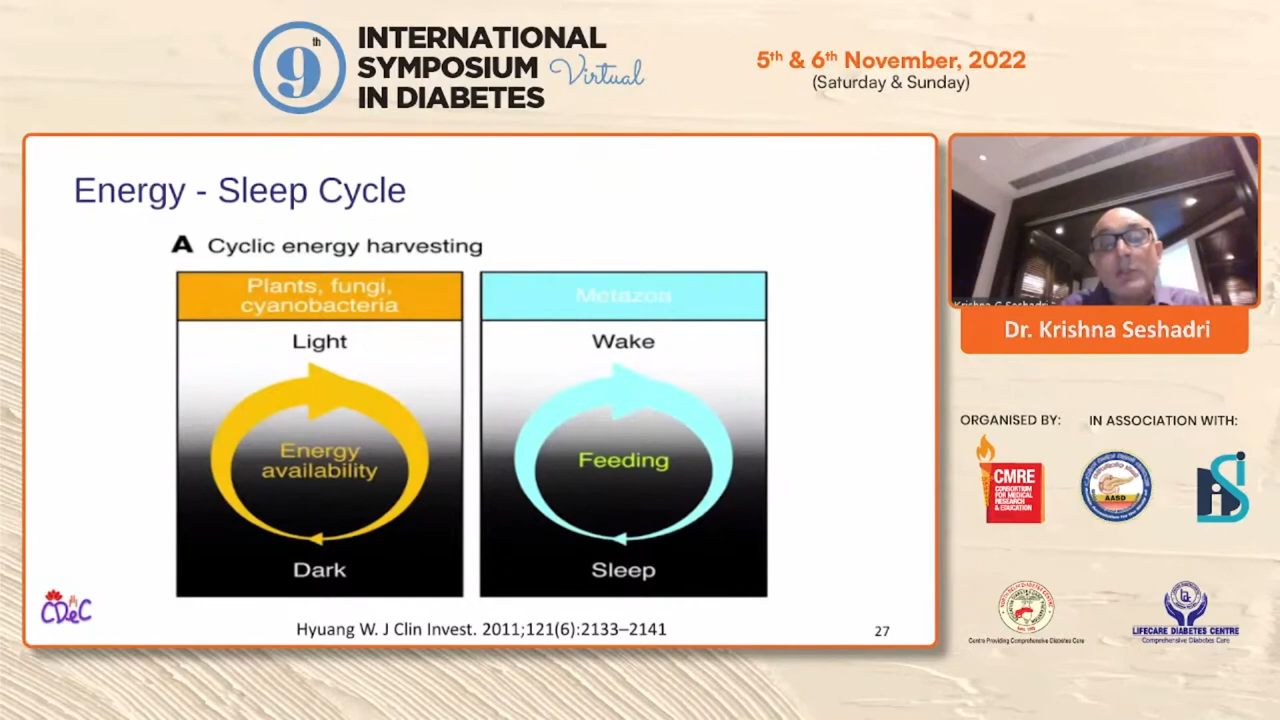 9th
INTERNATIONAL
SYMPOSIUM Virtual
IN DIABETES
5th & 6th November, 2022
(Saturday & Sunday)
Energy - Sleep Cycle
A Cyclic energy harvesting
Plants, fungi,
cyanobacteria
Light
Energy
availability
Dark
Metazoa
Wake
Feeding
Sleep
CDeC
Hyuang W. J Clin Invest. 2011;121(6):2133–2141
27
Krishna G Seshadri
Dr. Krishna Seshadri
ORGANISED BY:
IN ASSOCIATION WITH:
CMRE
CONSORTIUM
FOR MEDICAL
RESEARCH
& EDUCATION
AASD
Centre Providing Comprehensive Diabetes Care
LIFECARE DIABETES CENTRE
Comprehensive Diabetes Care